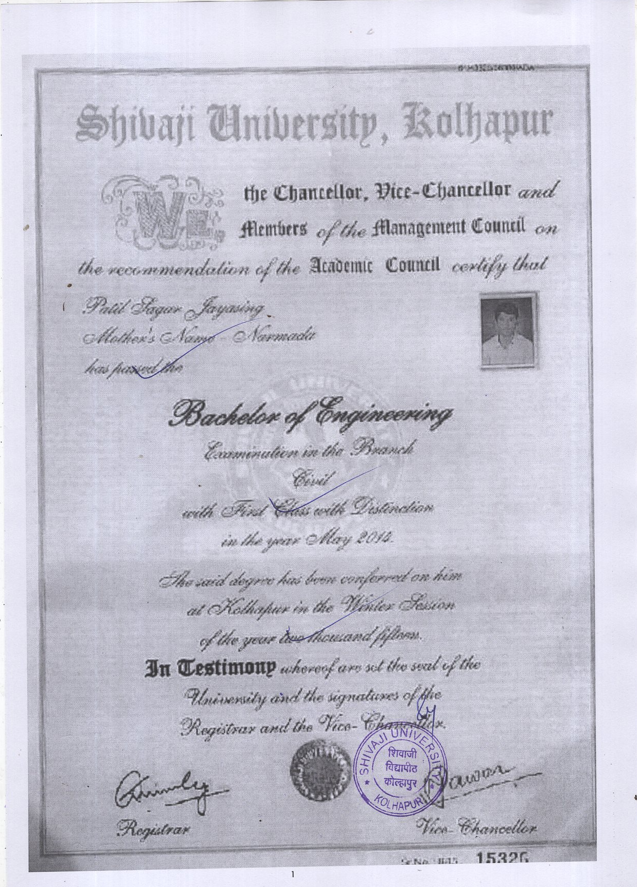 Shivaji University, Kolhapur
We, the Chancellor, Vice-Chancellor and
Members of the Management Council on
the recommendation of the Academic Council certify that
Patil Sagar Jayasing
Mother's Name - Narmada
has passed the
Bachelor of Engineering
Examination in the Branch
Civil
with First Class with Distinction
in the year May 2014.
The said degree has been conferred on him
at Kolhapur in the Winter Session
of the year two thousand fifteen.
In Testimony whereof are set the seal of the
University and the signatures of the
Registrar and the Vice-Chancellor.
SHIVAJI UNIVERSITY
शिवाजी
विद्यापीठ
कोल्हापुर
KOLHAPUR
Registrar
Vice-Chancellor
No
15326
1